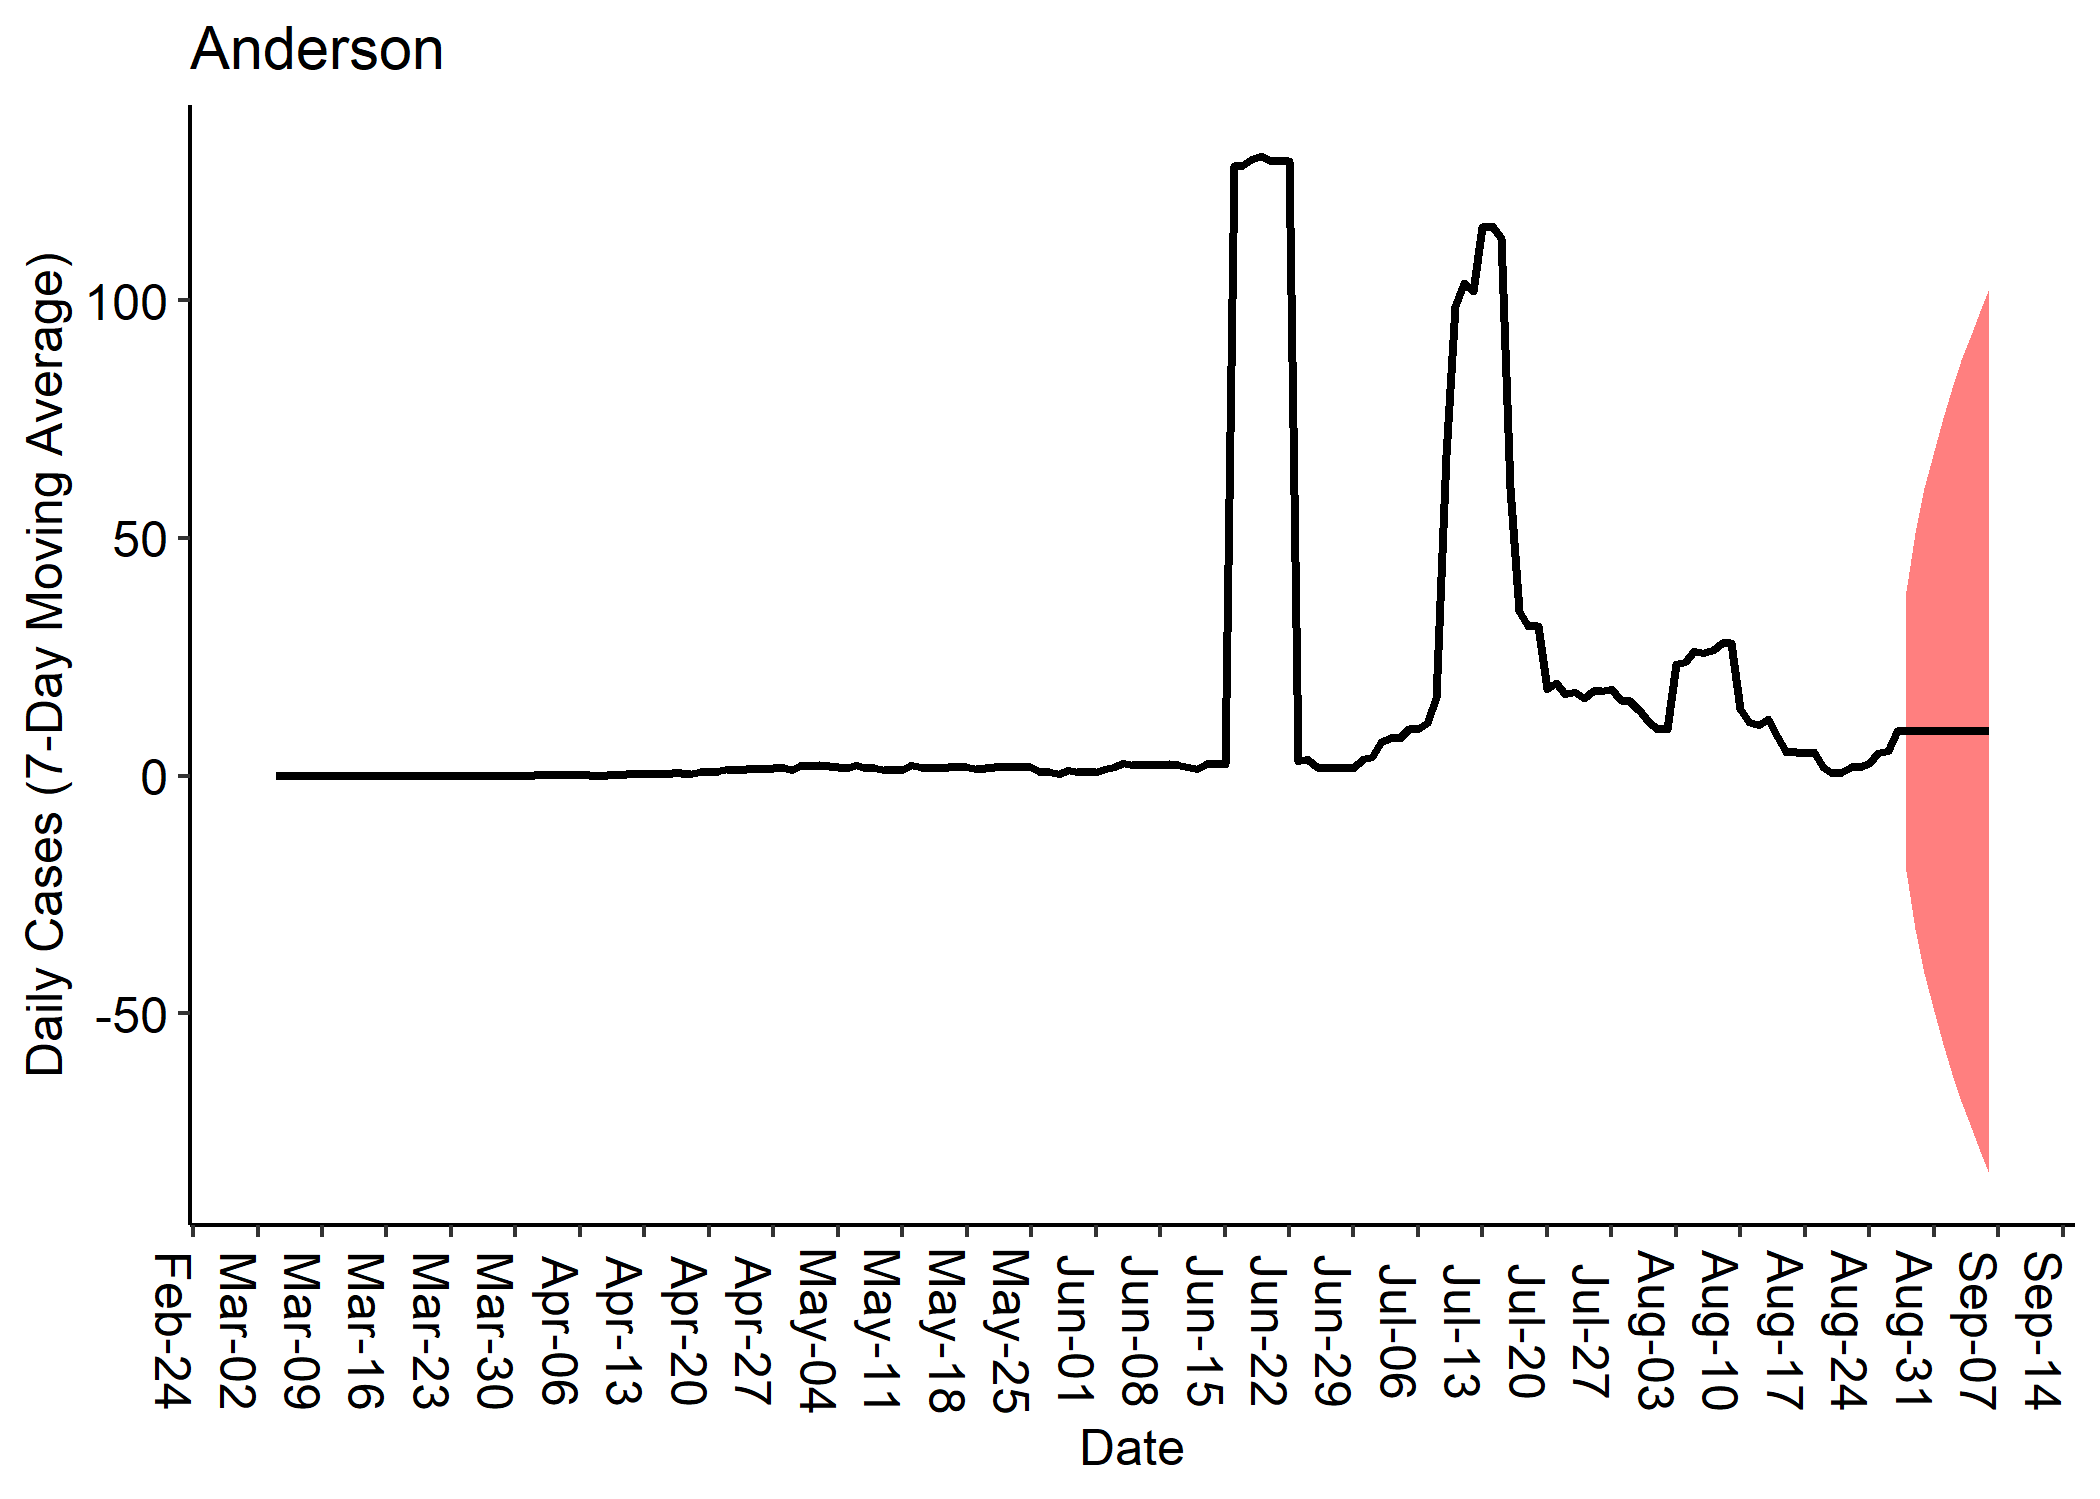 Anderson
Daily Cases (7-Day Moving Average)
100
50
0
-50
Feb-24
Mar-02
Mar-09
Mar-16
Mar-23
Mar-30
Apr-06
Apr-13
Apr-20
Apr-27
May-04
May-11
May-18
May-25
Jun-01
Jun-08
Jun-15
Jun-22
Jun-29
Jul-06
Jul-13
Jul-20
Jul-27
Aug-03
Aug-10
Aug-17
Aug-24
Aug-31
Sep-07
Sep-14
Date